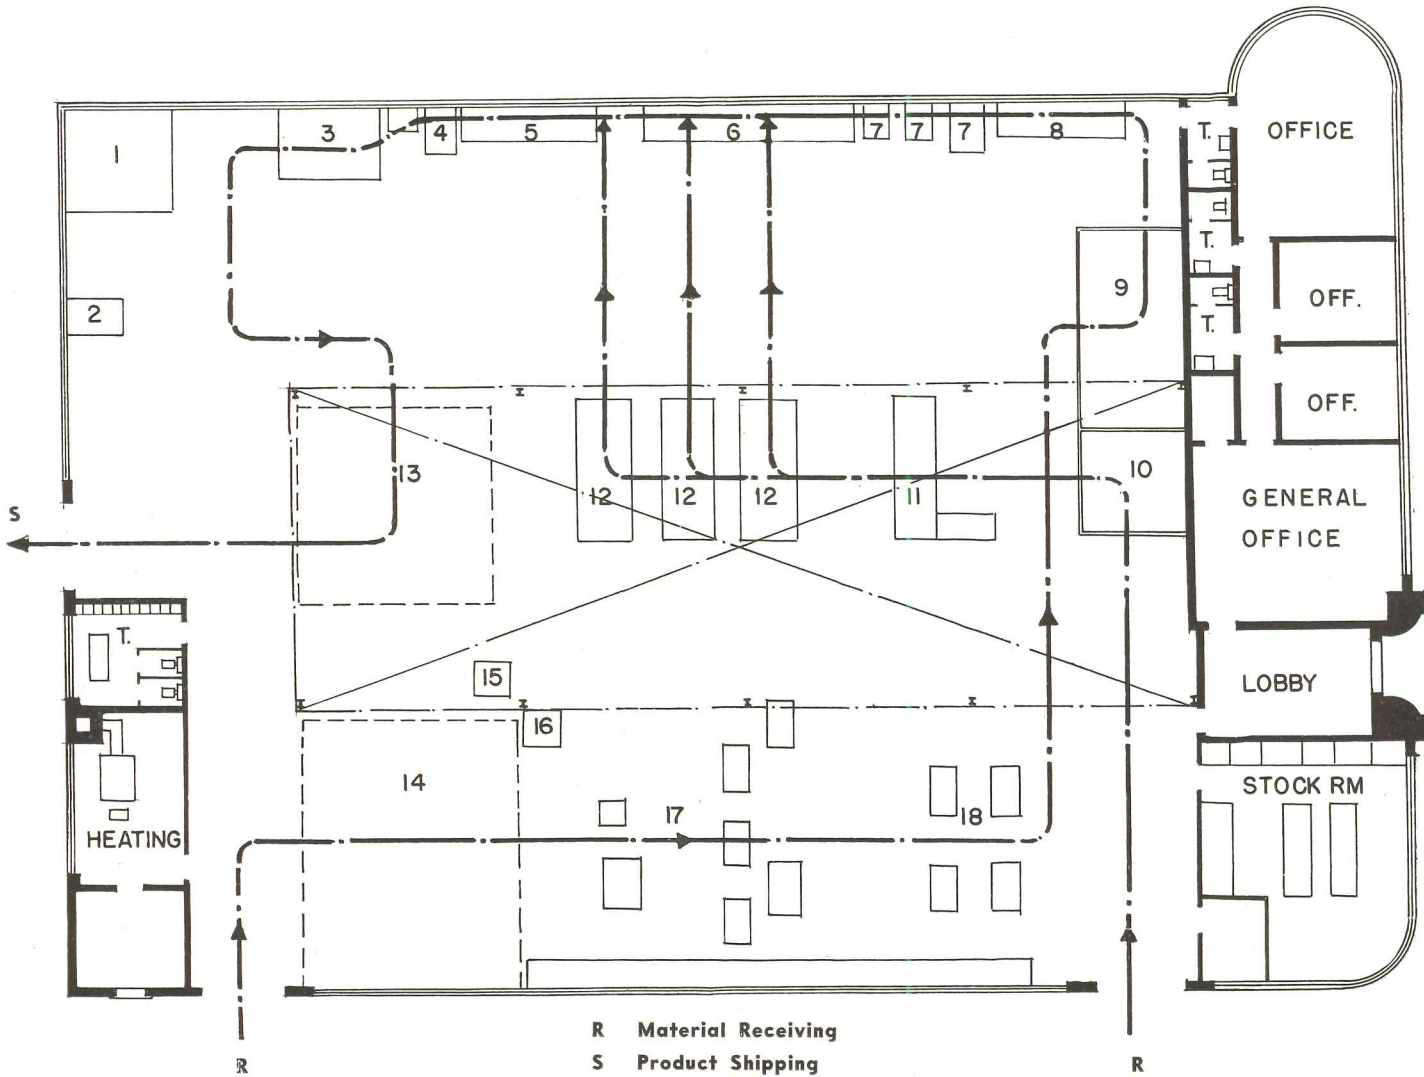 3 4 5 6 7 7 7 8 T. OFFICE
1
T.
2 9 T. OFF.
OFF.
13 12 12 12 11 10 GENERAL
OFFICE
S
T.
15 LOBBY
16
14 STOCK RM
HEATING 17 18
R Material Receiving
S Product Shipping
R R